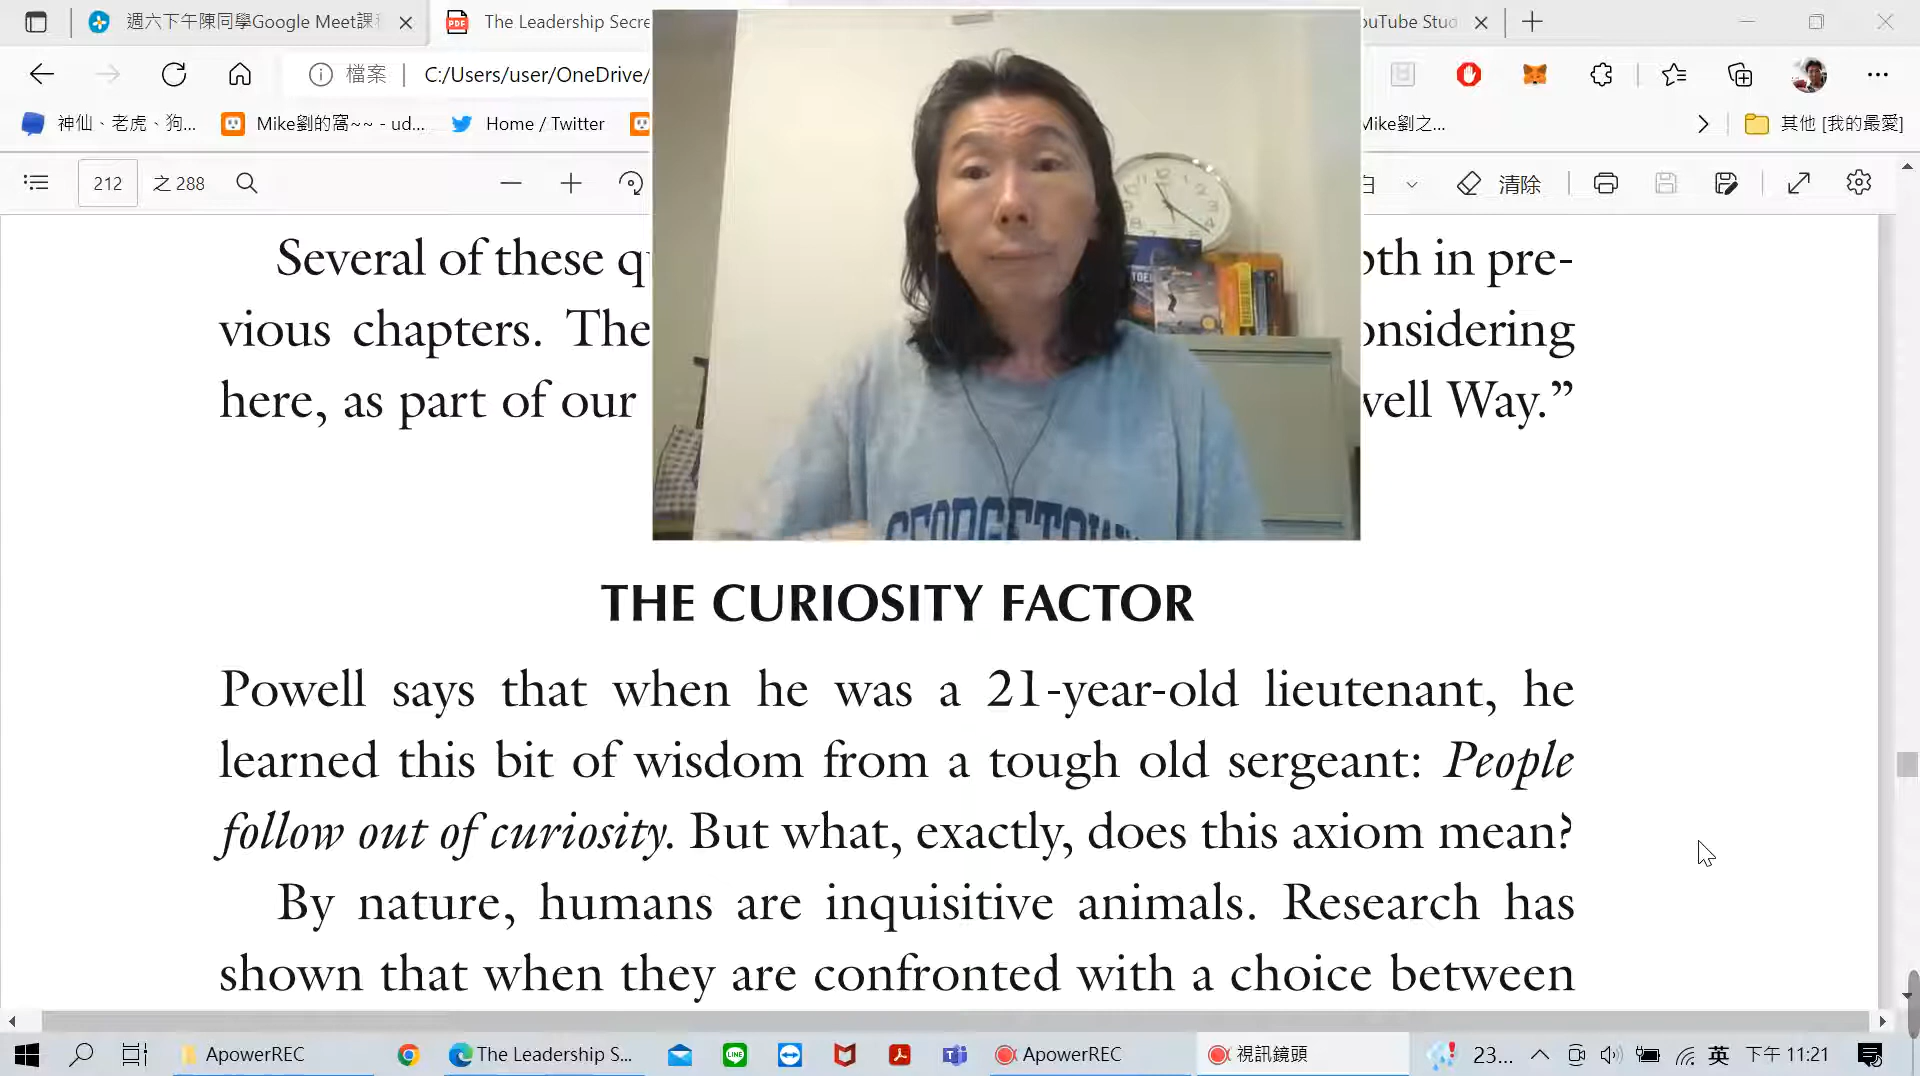 週六下午陳同學Google Meet課
The Leadership Secre
ouTube Stud
檔案
C:/Users/user/OneDrive/
神仙、老虎、狗...
Mike劉的窩~~ - ud...
Home / Twitter
Mike劉之...
其他 [我的最愛]
212 之 288
清除
Several of these q
pth in pre-
vious chapters. The
onsidering
here, as part of our
well Way.”
GEORGETOWN
THE CURIOSITY FACTOR
Powell says that when he was a 21-year-old lieutenant, he
learned this bit of wisdom from a tough old sergeant: People
follow out of curiosity. But what, exactly, does this axiom mean?
By nature, humans are inquisitive animals. Research has
shown that when they are confronted with a choice between
ApowerREC
The Leadership S...
ApowerREC
視訊鏡頭
23...
英
下午 11:21